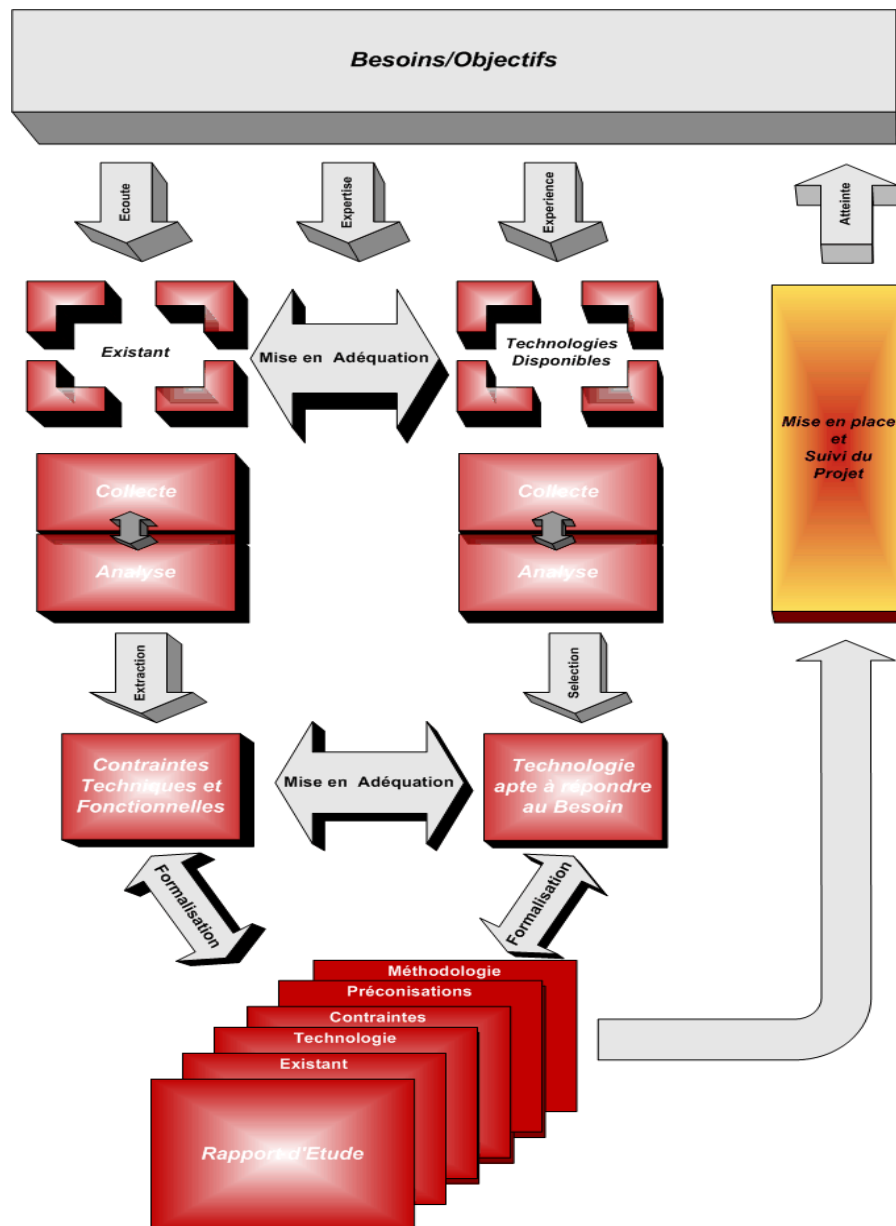 Besoins/Objectifs
Ecoute
Expertise
Experience
Atteinte
Existant
Mise en Adéquation
Technologies
Disponibles
Mise en place
et
Suivi du
Projet
Collecte
Analyse
Collecte
Analyse
Extraction
Selection
Contraintes
Techniques et
Fonctionnelles
Mise en Adéquation
Technologie
apte à répondre
au Besoin
Formalisation
Formalisation
Méthodologie
Préconisations
Contraintes
Technologie
Existant
Rapport d'Etude